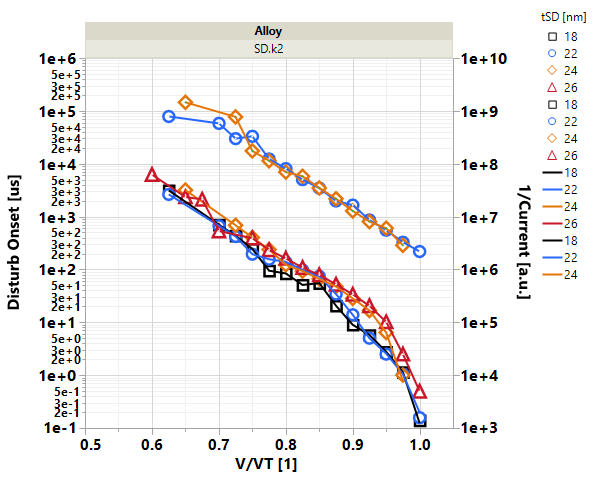 Alloy
SD.k2
tSD [nm]
18
22
24
26
18
22
24
26
18
22
24
26
18
22
24
Disturb Onset [us]
1e+6
5e+5
3e+5
2e+5
1e+5
5e+4
3e+4
2e+4
1e+4
5e+3
3e+3
2e+3
1e+3
5e+2
3e+2
2e+2
1e+2
5e+1
3e+1
2e+1
1e+1
5e+0
3e+0
2e+0
1e+0
5e-1
3e-1
2e-1
1e-1
1e+10
1e+9
1e+8
1e+7
1e+6
1e+5
1e+4
1e+3
1/Current [a.u.]
0.5 0.6 0.7 0.8 0.9 1.0
V/VT [1]